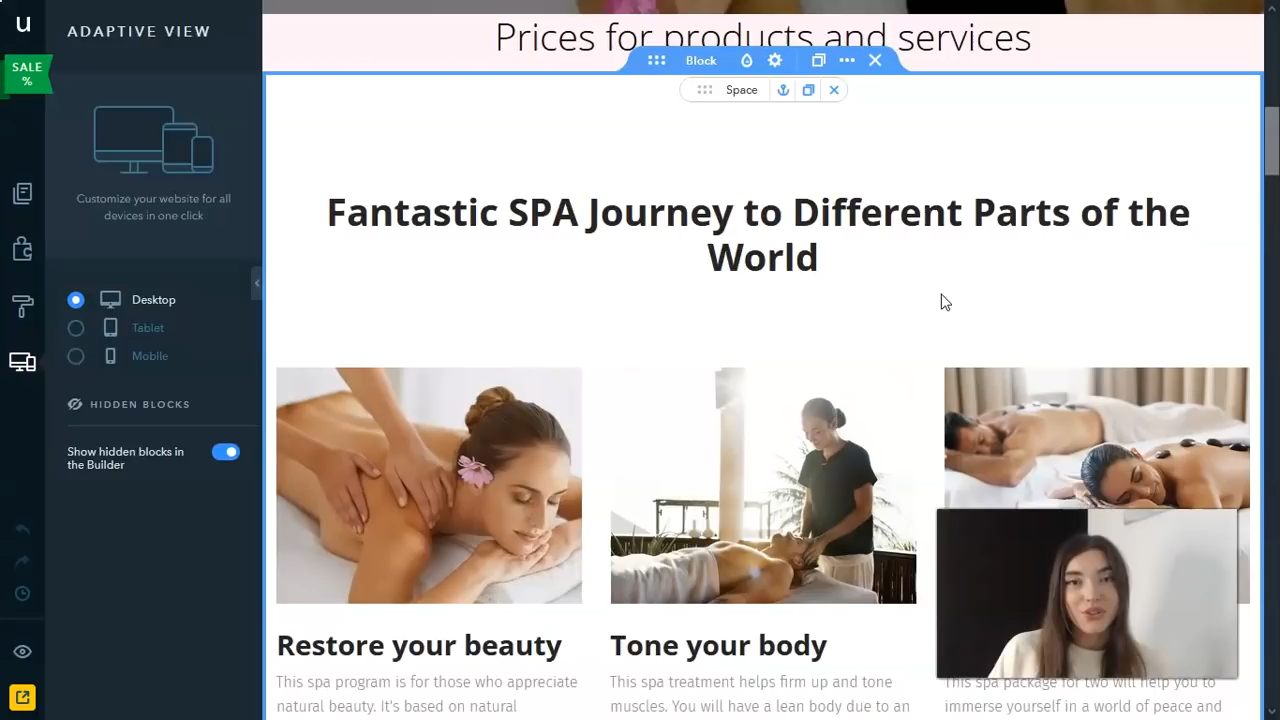 u
ADAPTIVE VIEW
SALE
%
Customize your website for all
devices in one click
Desktop
Tablet
Mobile
HIDDEN BLOCKS
Show hidden blocks in
the Builder
Prices for products and services
Block
Space
Fantastic SPA Journey to Different Parts of the
World
Restore your beauty
This spa program is for those who appreciate
natural beauty. It's based on natural
Tone your body
This spa treatment helps firm up and tone
muscles. You will have a lean body due to an
This spa package for two will help you to
immerse yourself in a world of peace and